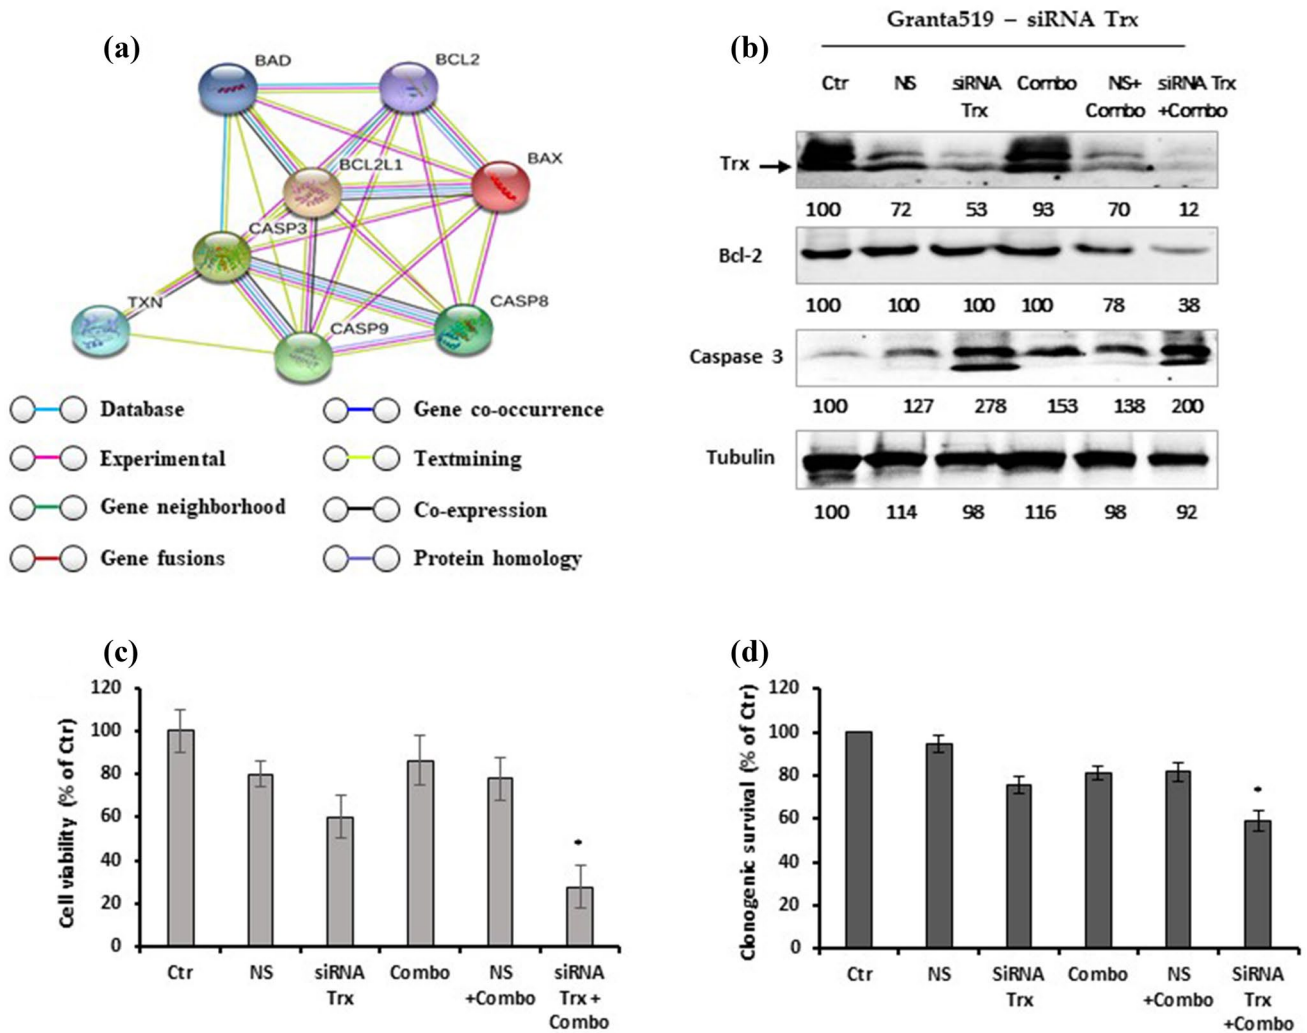 (a)
BAD
BCL2
BCL2L1
BAX
CASP3
TXN
CASP9
CASP8
Database
Gene co-occurrence
Experimental
Textmining
Gene neighborhood
Co-expression
Gene fusions
Protein homology
(b)
Granta519 – siRNA Trx
Ctr NS siRNA Combo NS+ siRNA Trx
Trx Combo +Combo
Trx
100 72 53 93 70 12
Bcl-2
100 100 100 100 78 38
Caspase 3
100 127 278 153 138 200
Tubulin
100 114 98 116 98 92
(c)
Cell viability (% of Ctr)
120
100
80
60
40
20
0
*
Ctr NS siRNA Combo NS siRNA
Trx +Combo Trx +
Combo
(d)
Clonogenic survival (% of Ctr)
120
100
80
60
40
20
0
*
Ctr NS SiRNA Combo NS SiRNA
Trx +Combo Trx
+Combo